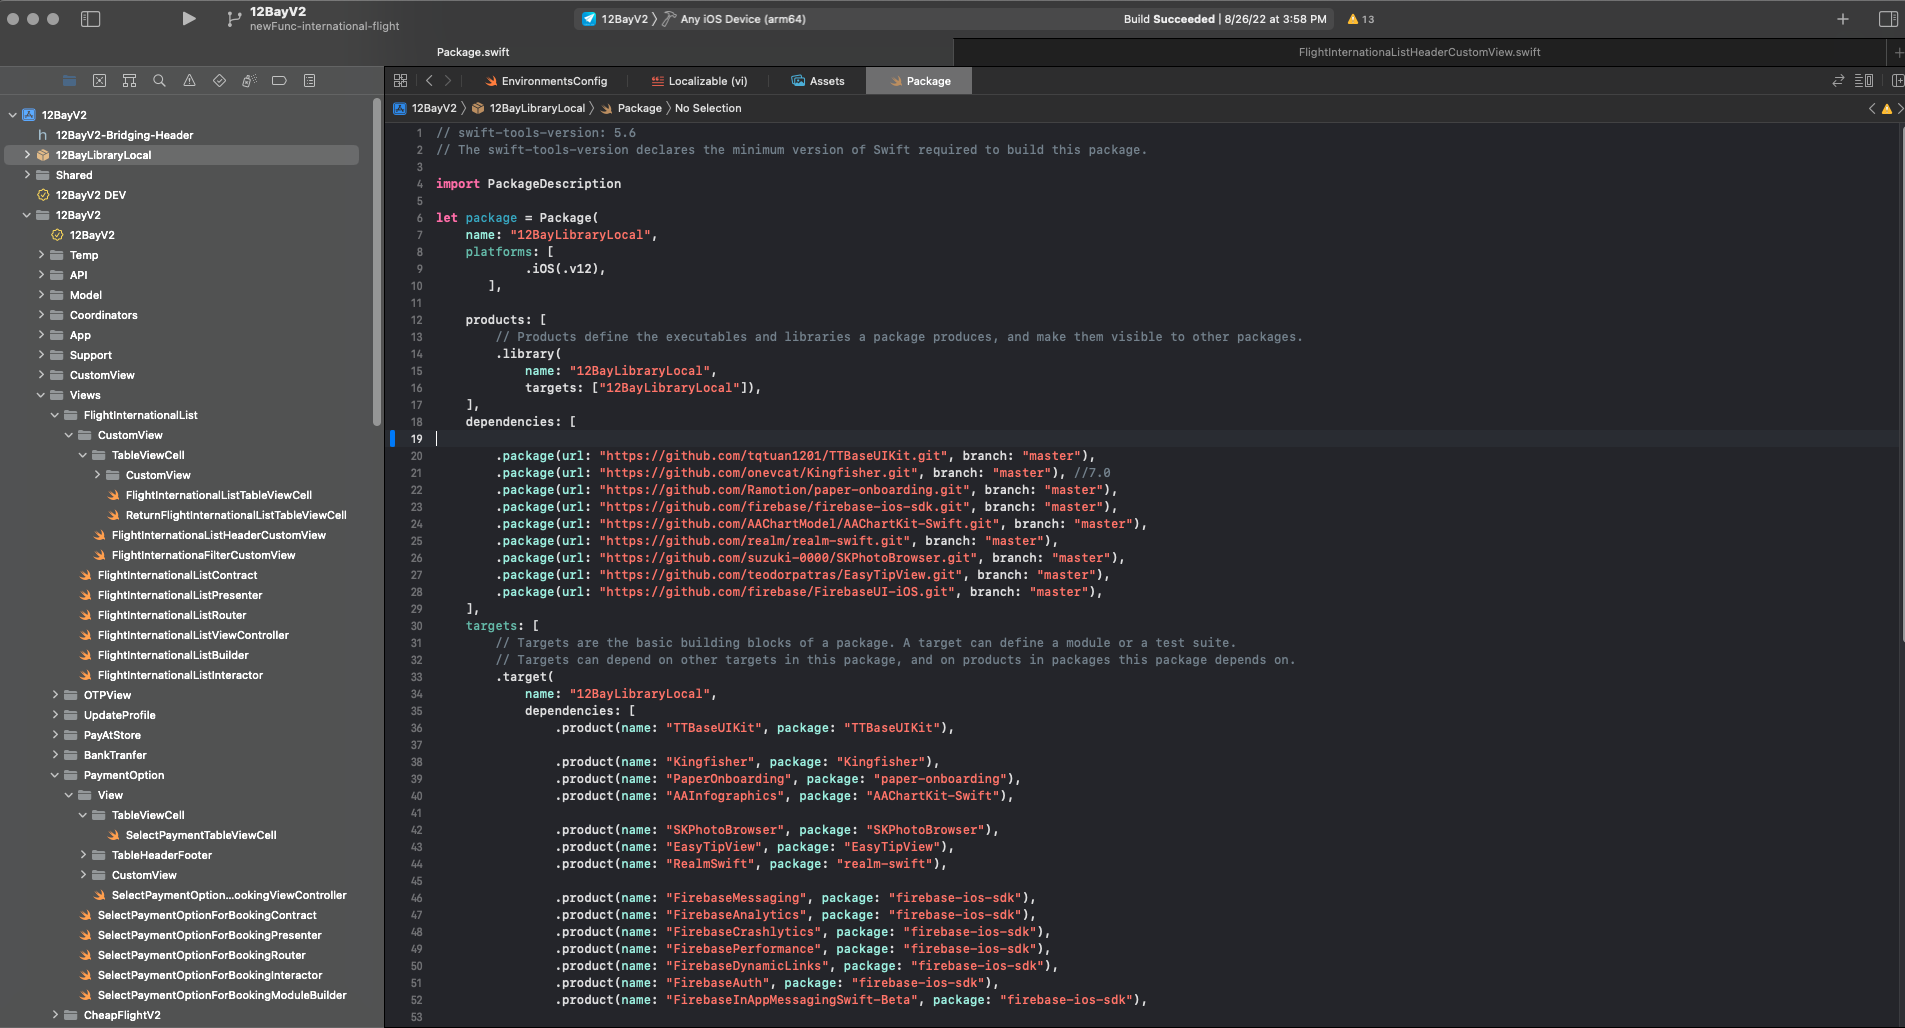 12BayV2
newFunc-international-flight
12BayV2 〉 Any iOS Device (arm64)
Build Succeeded | 8/26/22 at 3:58 PM
13
Package.swift
FlightInternationaListHeaderCustomView.swift
EnvironmentsConfig
Localizable (vi)
Assets
Package
12BayV2 〉 12BayLibraryLocal 〉 Package 〉 No Selection
12BayV2
h 12BayV2-Bridging-Header
12BayLibraryLocal
Shared
12BayV2 DEV
12BayV2
12BayV2
Temp
API
Model
Coordinators
App
Support
CustomView
Views
FlightInternationalList
CustomView
TableViewCell
CustomView
FlightInternationalListTableViewCell
ReturnFlightInternationalListTableViewCell
FlightInternationaListHeaderCustomView
FlightInternationaFilterCustomView
FlightInternationalListContract
FlightInternationalListPresenter
FlightInternationalListRouter
FlightInternationalListViewController
FlightInternationalListBuilder
FlightInternationalListInteractor
OTPView
UpdateProfile
PayAtStore
BankTranfer
PaymentOption
View
TableViewCell
SelectPaymentTableViewCell
TableHeaderFooter
CustomView
SelectPaymentOption...ookingViewController
SelectPaymentOptionForBookingContract
SelectPaymentOptionForBookingPresenter
SelectPaymentOptionForBookingRouter
SelectPaymentOptionForBookingInteractor
SelectPaymentOptionForBookingModuleBuilder
CheapFlightV2
1 // swift-tools-version: 5.6
2 // The swift-tools-version declares the minimum version of Swift required to build this package.
3
4 import PackageDescription
5
6 let package = Package(
7 name: "12BayLibraryLocal",
8 platforms: [
9 .iOS(.v12),
10 ],
11
12 products: [
13 // Products define the executables and libraries a package produces, and make them visible to other packages.
14 .library(
15 name: "12BayLibraryLocal",
16 targets: ["12BayLibraryLocal"]),
17 ],
18 dependencies: [
19
20 .package(url: "https://github.com/tqtuan1201/TTBaseUIKit.git", branch: "master"),
21 .package(url: "https://github.com/onevcat/Kingfisher.git", branch: "master"), //7.0
22 .package(url: "https://github.com/Ramotion/paper-onboarding.git", branch: "master"),
23 .package(url: "https://github.com/firebase/firebase-ios-sdk.git", branch: "master"),
24 .package(url: "https://github.com/AAChartModel/AAChartKit-Swift.git", branch: "master"),
25 .package(url: "https://github.com/realm/realm-swift.git", branch: "master"),
26 .package(url: "https://github.com/suzuki-0000/SKPhotoBrowser.git", branch: "master"),
27 .package(url: "https://github.com/teodorpatras/EasyTipView.git", branch: "master"),
28 .package(url: "https://github.com/firebase/FirebaseUI-iOS.git", branch: "master"),
29 ],
30 targets: [
31 // Targets are the basic building blocks of a package. A target can define a module or a test suite.
32 // Targets can depend on other targets in this package, and on products in packages this package depends on.
33 .target(
34 name: "12BayLibraryLocal",
35 dependencies: [
36 .product(name: "TTBaseUIKit", package: "TTBaseUIKit"),
37
38 .product(name: "Kingfisher", package: "Kingfisher"),
39 .product(name: "PaperOnboarding", package: "paper-onboarding"),
40 .product(name: "AAInfographics", package: "AAChartKit-Swift"),
41
42 .product(name: "SKPhotoBrowser", package: "SKPhotoBrowser"),
43 .product(name: "EasyTipView", package: "EasyTipView"),
44 .product(name: "RealmSwift", package: "realm-swift"),
45
46 .product(name: "FirebaseMessaging", package: "firebase-ios-sdk"),
47 .product(name: "FirebaseAnalytics", package: "firebase-ios-sdk"),
48 .product(name: "FirebaseCrashlytics", package: "firebase-ios-sdk"),
49 .product(name: "FirebasePerformance", package: "firebase-ios-sdk"),
50 .product(name: "FirebaseDynamicLinks", package: "firebase-ios-sdk"),
51 .product(name: "FirebaseAuth", package: "firebase-ios-sdk"),
52 .product(name: "FirebaseInAppMessagingSwift-Beta", package: "firebase-ios-sdk"),
53